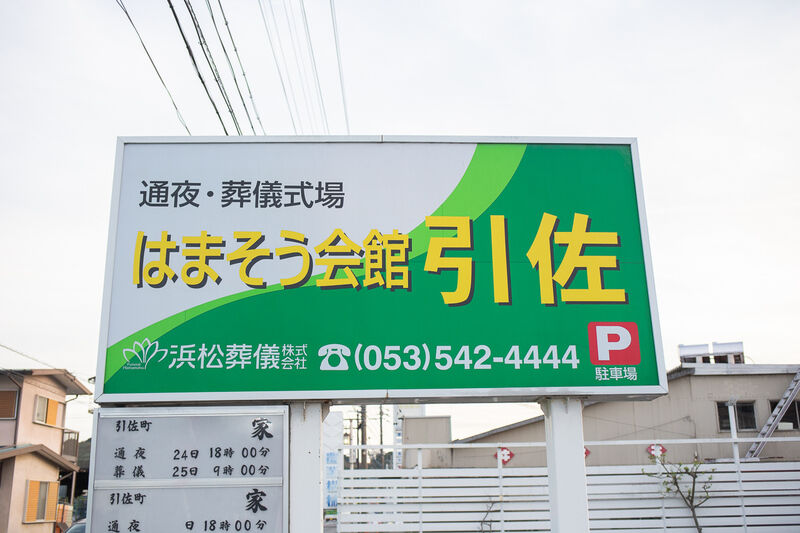 通夜・葬儀式場
はまそう会館 引佐
浜松葬儀 株式会社 ☎(053)542-4444
P
駐車場
引佐町 家
通夜 24日 18時 00分
葬儀 25日 9時 00分
引佐町 家
通夜 日 18時 00分